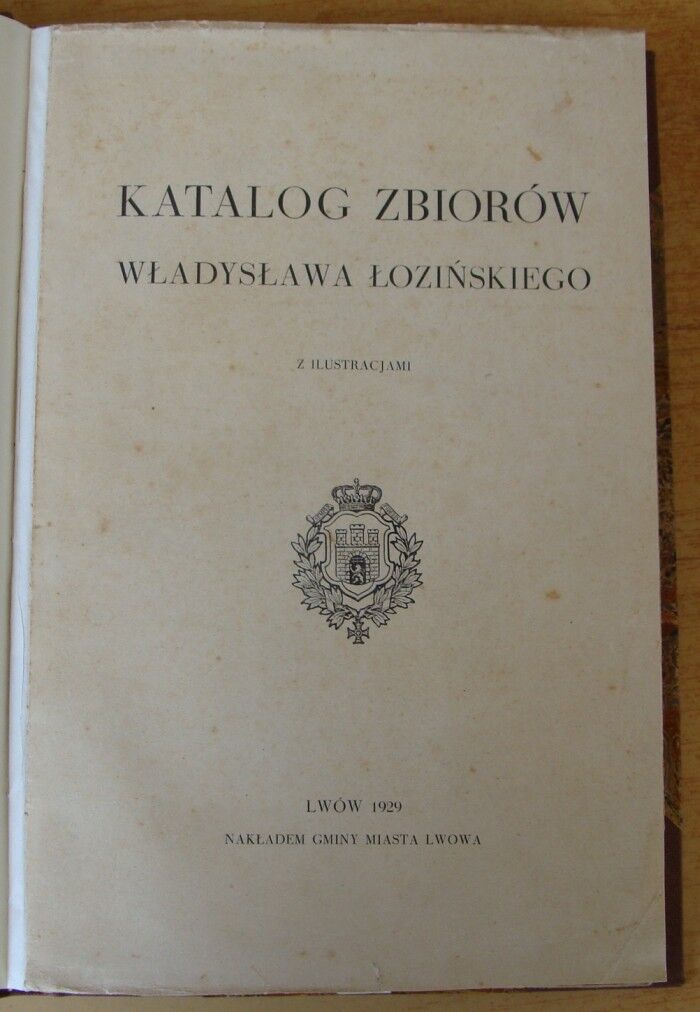 KATALOG ZBIORÓW
WŁADYSŁAWA ŁOZIŃSKIEGO
Z ILUSTRACJAMI
LWÓW 1929
NAKŁADEM GMINY MIASTA LWOWA